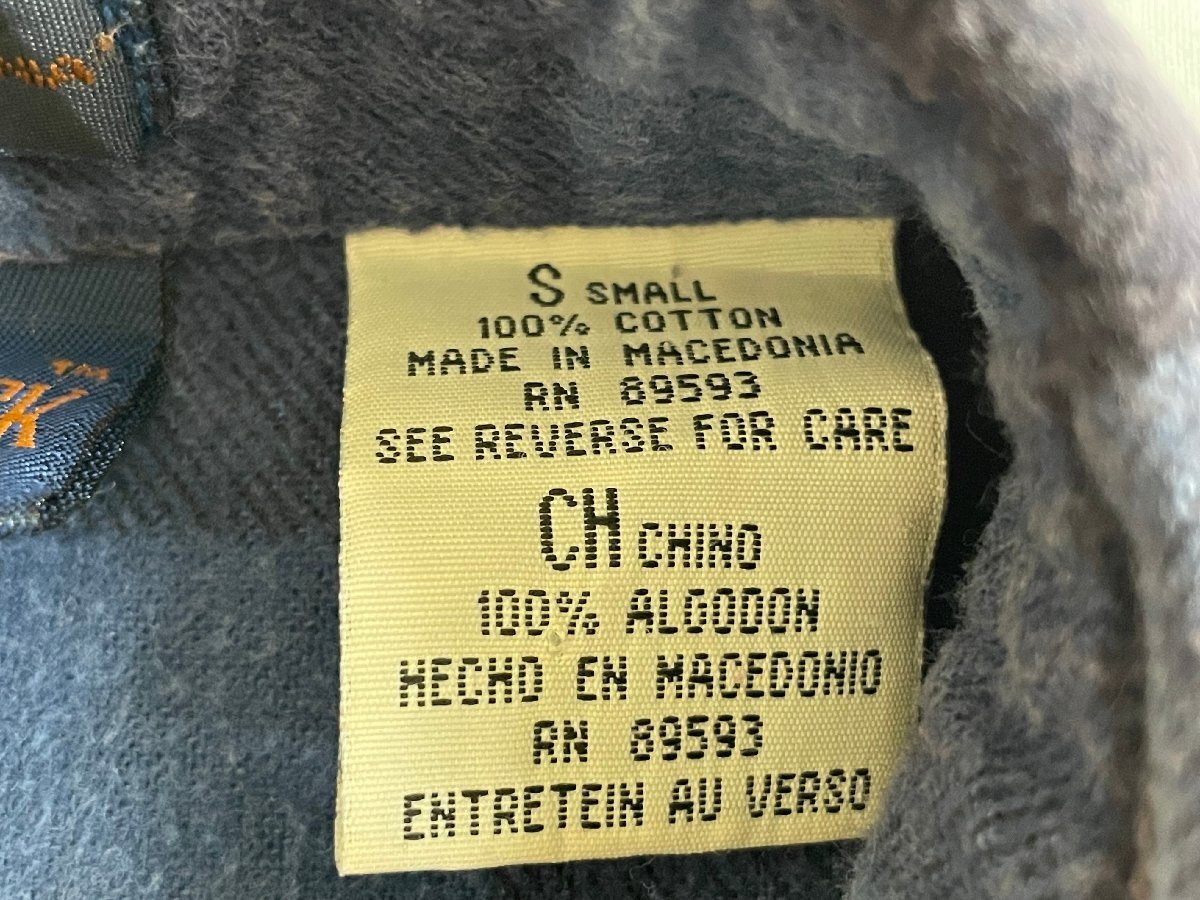 S SMALL
100% COTTON
MADE IN MACEDONIA
RN 89593
SEE REVERSE FOR CARE
CH CHINO
100% ALGODON
HECHO EN MACEDONIO
RN 89593
ENTRETEIN AU VERSO